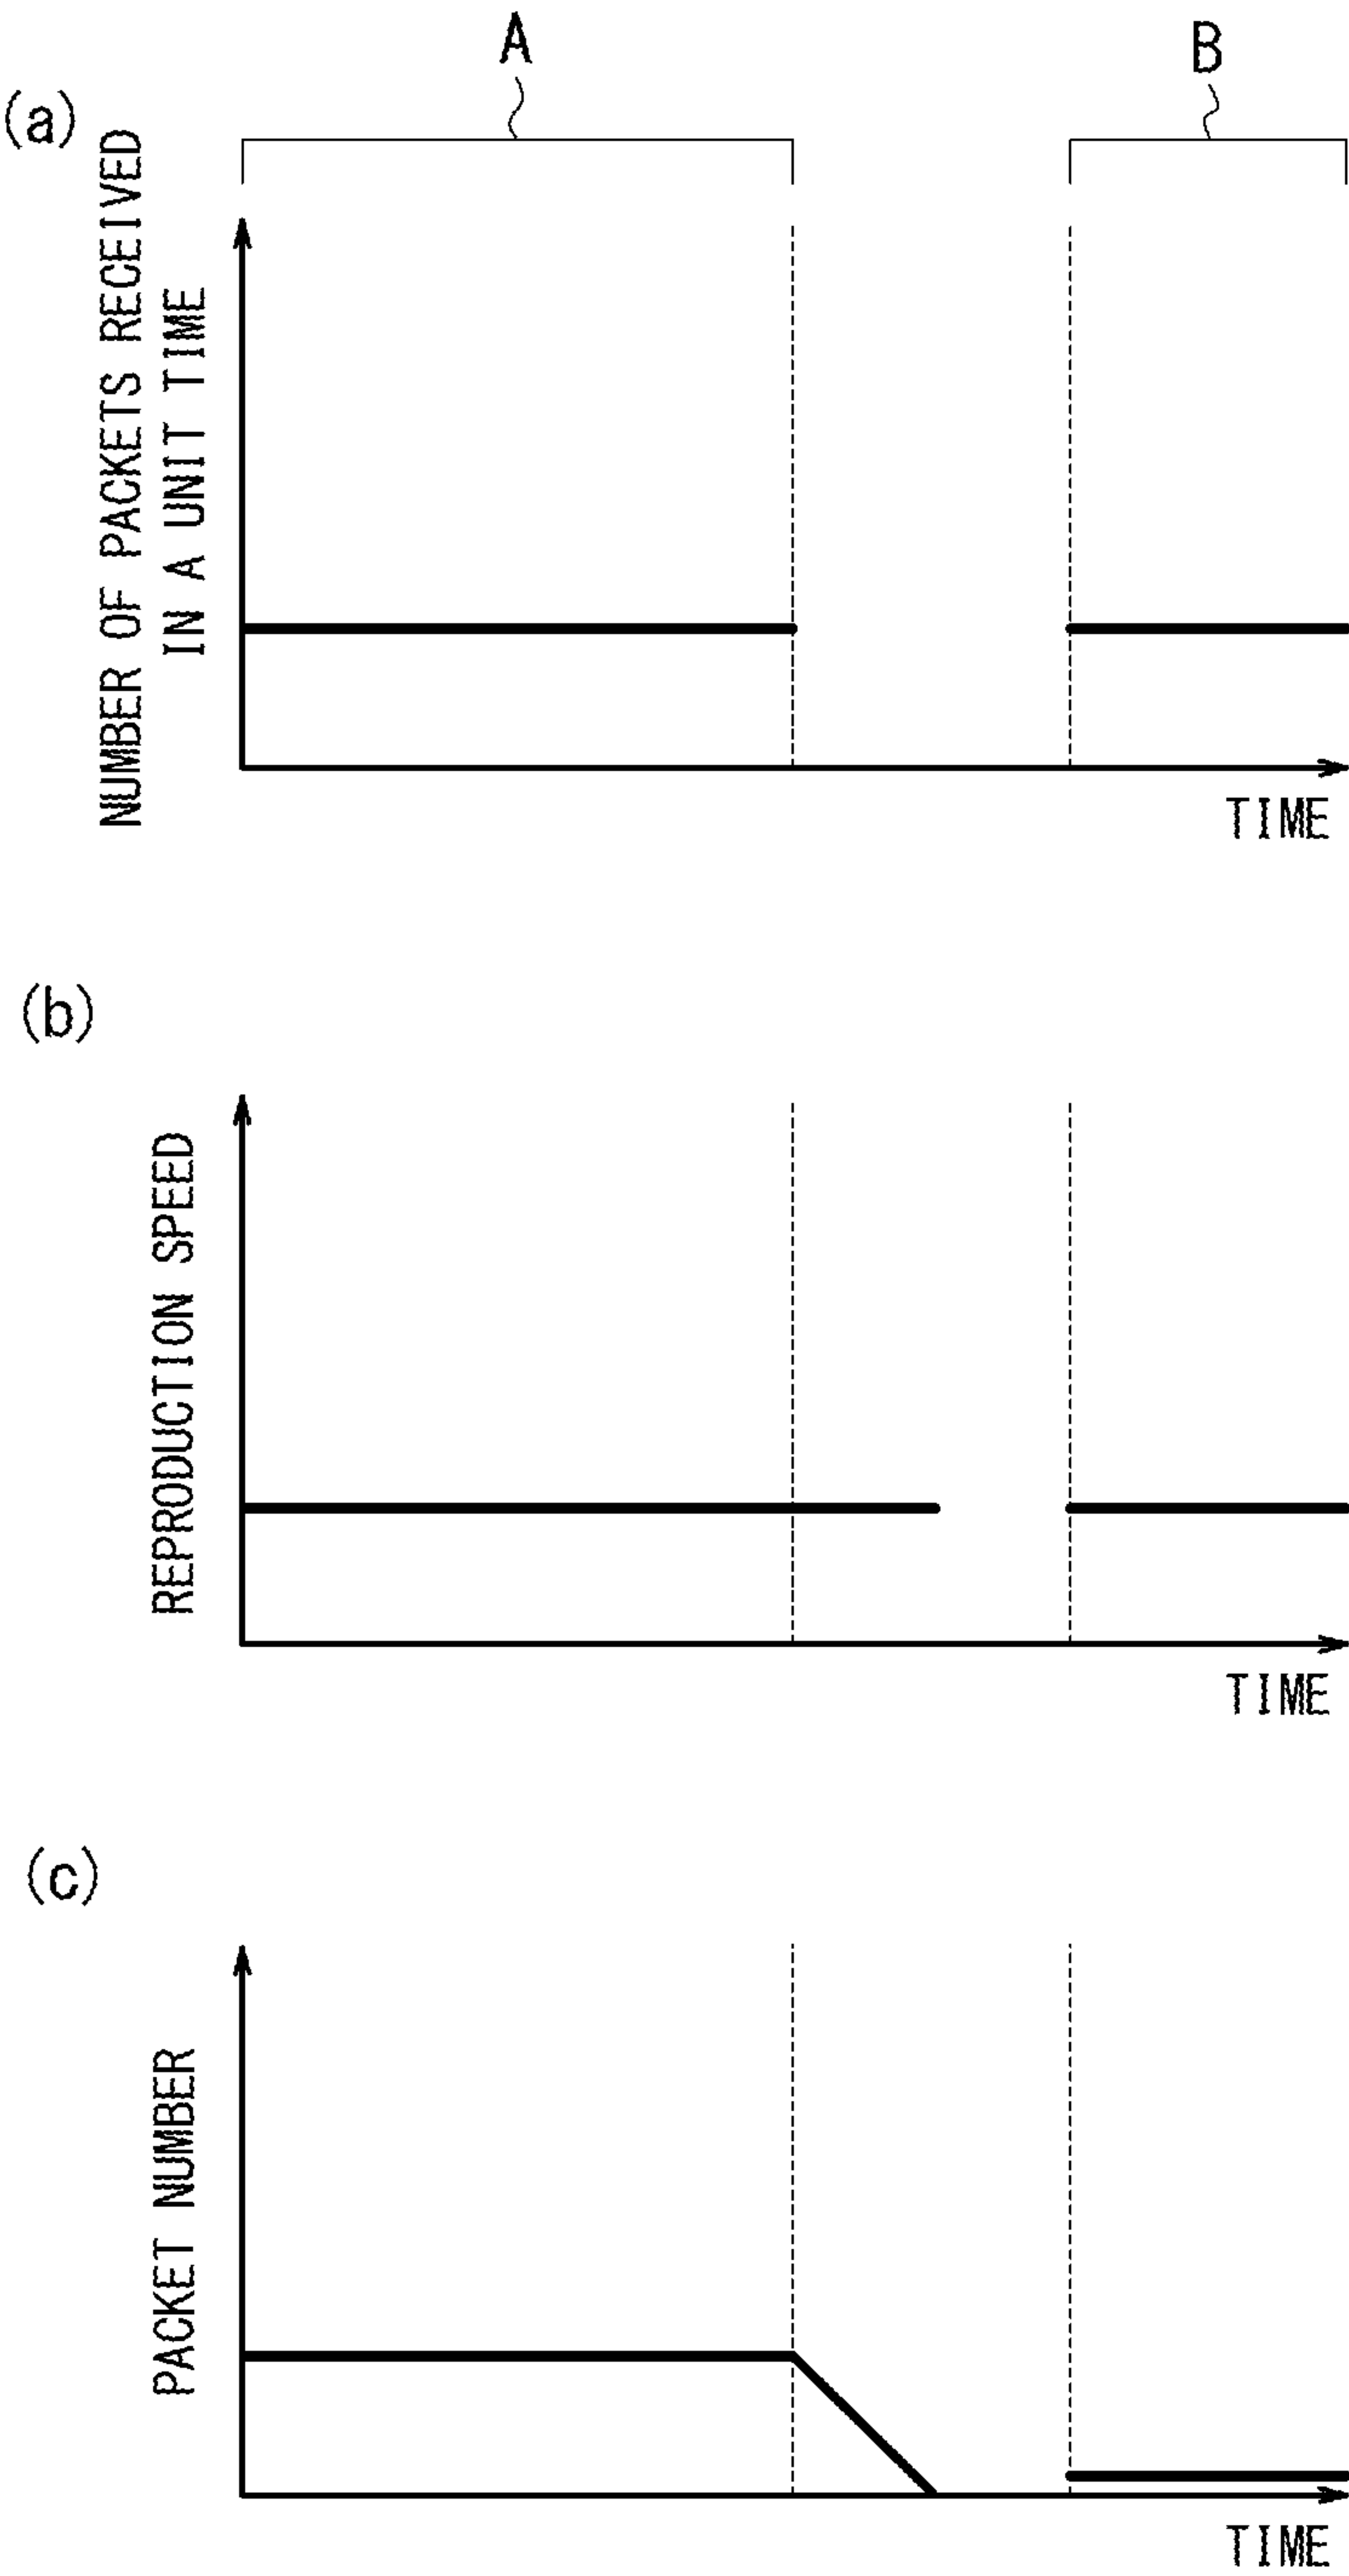 A
B
(a)
NUMBER OF PACKETS RECEIVED
IN A UNIT TIME
TIME
(b)
REPRODUCTION SPEED
TIME
(c)
PACKET NUMBER
TIME